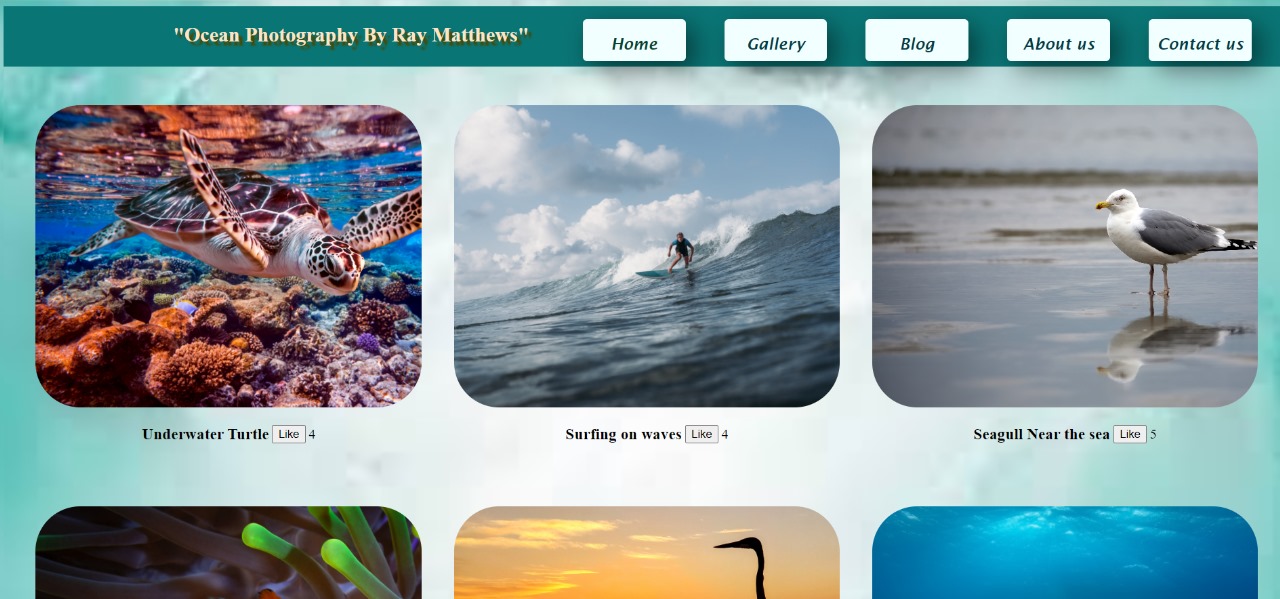 "Ocean Photography By Ray Matthews"
Home
Gallery
Blog
About us
Contact us
Underwater Turtle Like 4
Surfing on waves Like 4
Seagull Near the sea Like 5